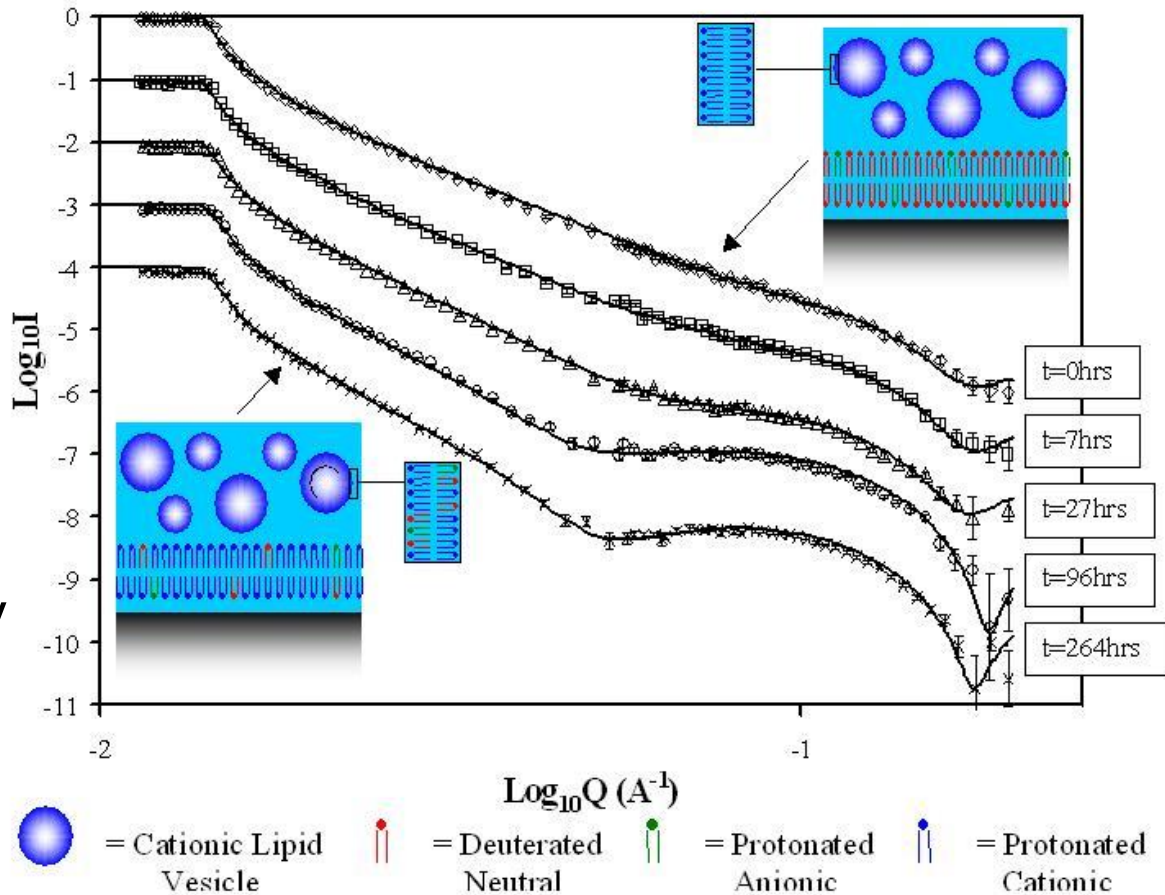 0
-1
-2
-3
-4
-5
-6
-7
-8
-9
-10
-11
Log₁₀I
-2
-1
Log₁₀Q (A⁻¹)
t=0hrs
t=7hrs
t=27hrs
t=96hrs
t=264hrs
y
= Cationic Lipid
Vesicle
= Deuterated
Neutral
= Protonated
Anionic
= Protonated
Cationic